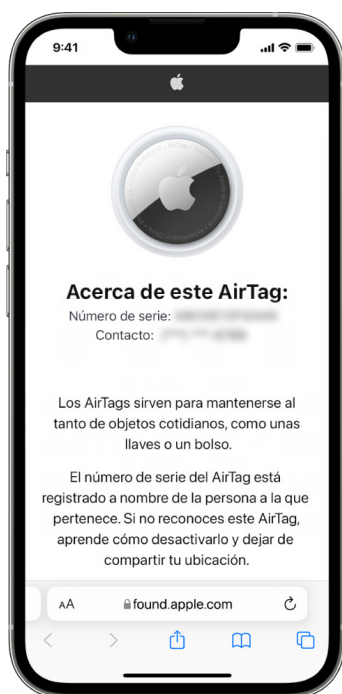 9:41
Acerca de este AirTag:
Número de serie:
Contacto:
Los AirTags sirven para mantenerse al
tanto de objetos cotidianos, como unas
llaves o un bolso.
El número de serie del AirTag está
registrado a nombre de la persona a la que
pertenece. Si no reconoces este AirTag,
aprende cómo desactivarlo y dejar de
compartir tu ubicación.
AA found.apple.com